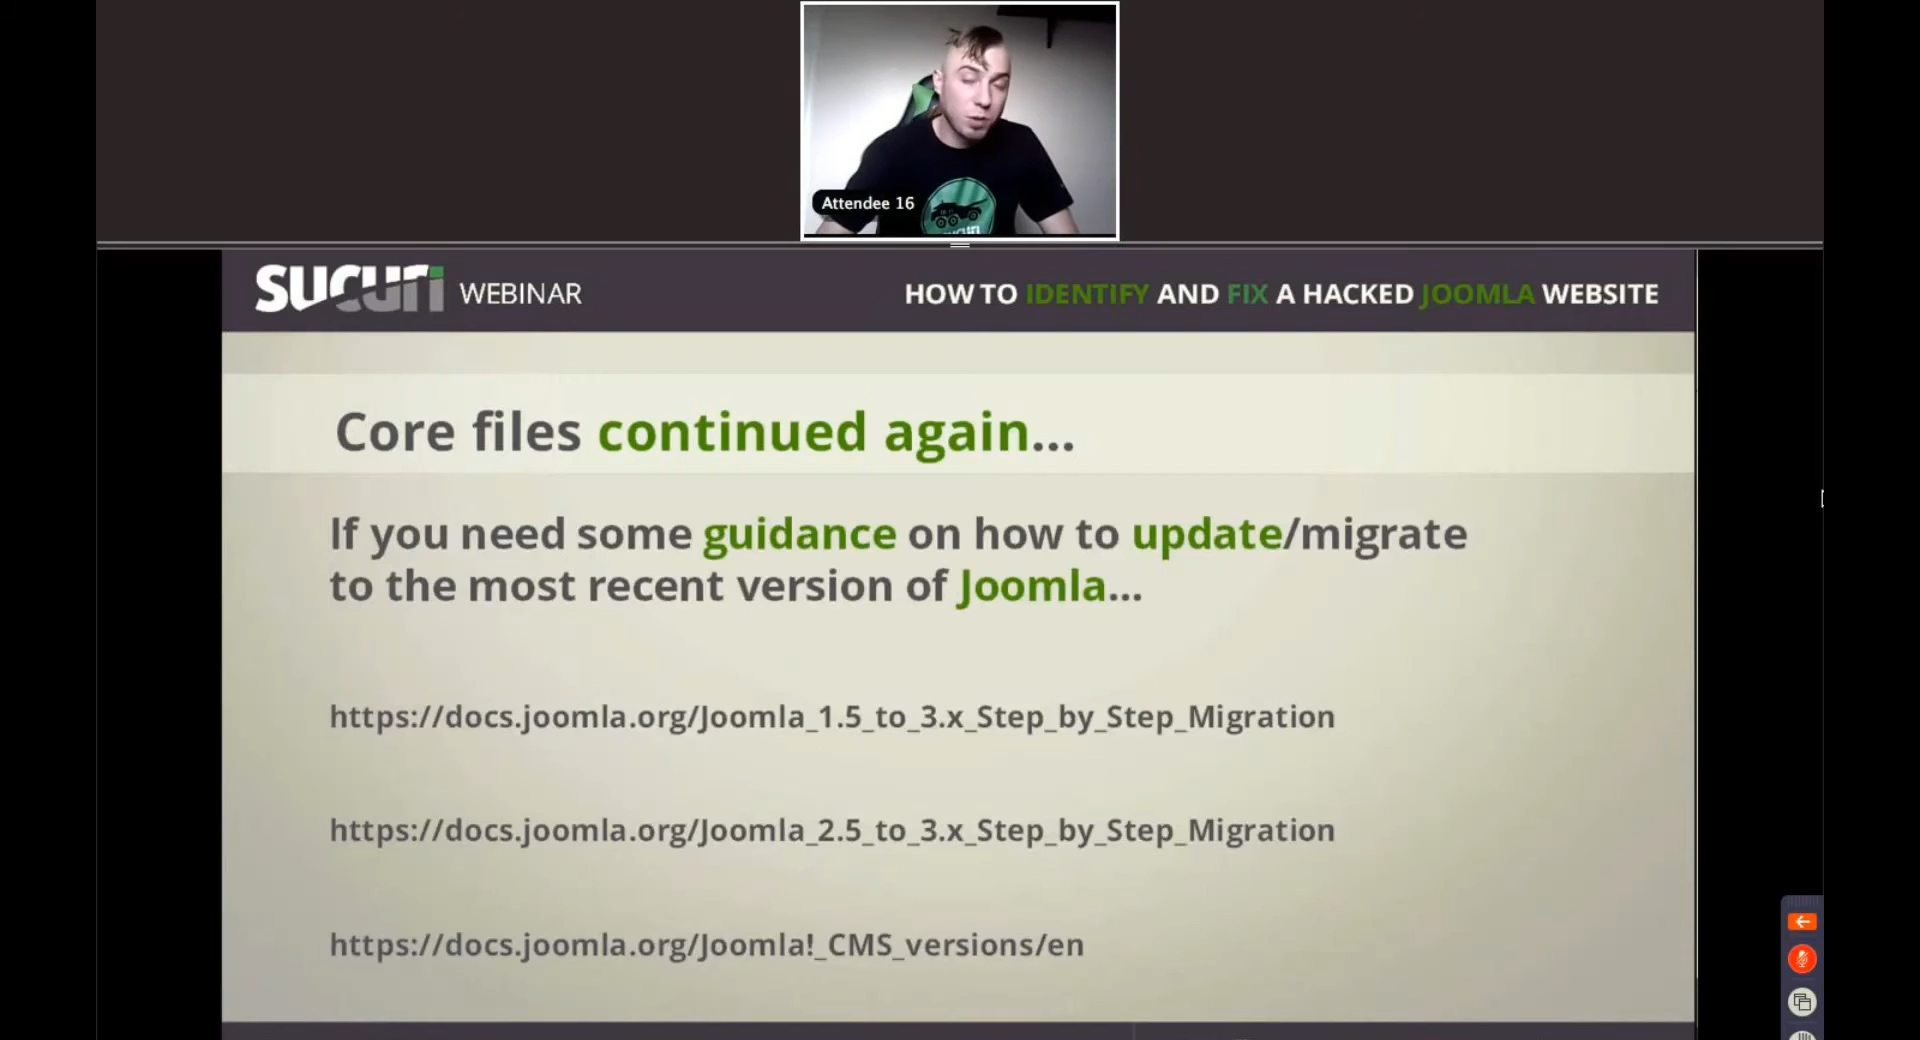 Attendee 16
sucuri WEBINAR
HOW TO IDENTIFY AND FIX A HACKED JOOMLA WEBSITE
Core files continued again...
If you need some guidance on how to update/migrate
to the most recent version of Joomla...
https://docs.joomla.org/Joomla_1.5_to_3.x_Step_by_Step_Migration
https://docs.joomla.org/Joomla_2.5_to_3.x_Step_by_Step_Migration
https://docs.joomla.org/Joomla!_CMS_versions/en